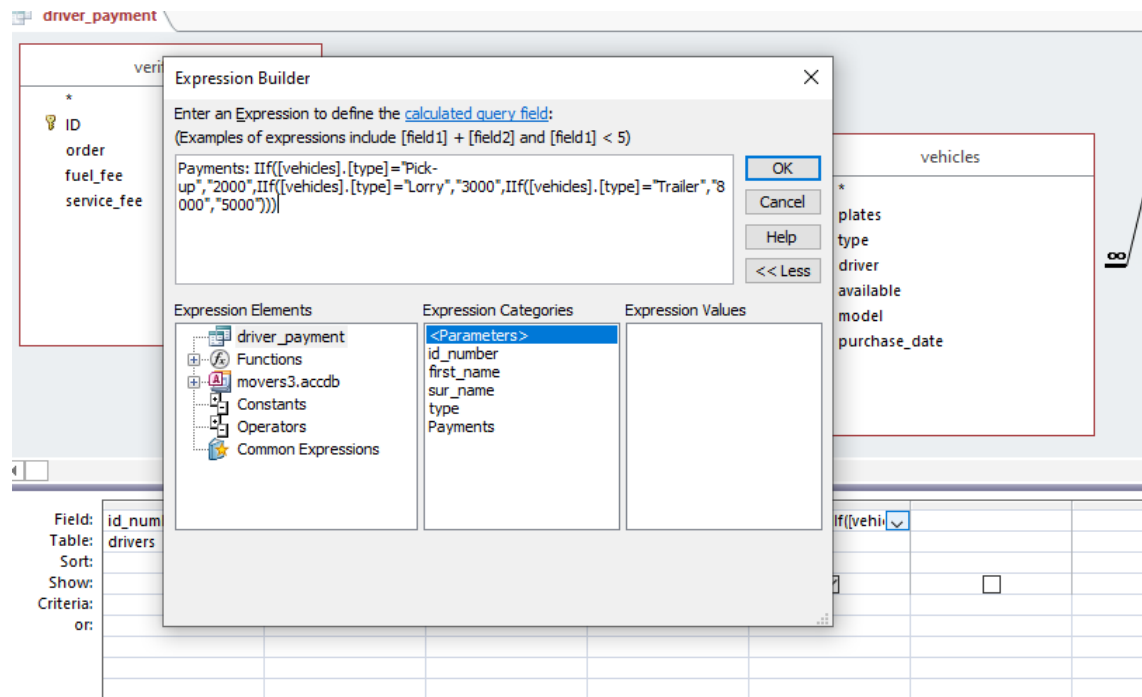 driver_payment
verif
*
ID
order
fuel_fee
service_fee
Expression Builder
Enter an Expression to define the calculated query field:
(Examples of expressions include [field1] + [field2] and [field1] < 5)
Payments: IIf([vehicles].[type]="Pick-
up","2000",IIf([vehicles].[type]="Lorry","3000",IIf([vehicles].[type]="Trailer","8
000","5000")))
OK
Cancel
Help
<< Less
Expression Elements
driver_payment
Functions
movers3.accdb
Constants
Operators
Common Expressions
Expression Categories
<Parameters>
id_number
first_name
sur_name
type
Payments
Expression Values
vehicles
*
plates
type
driver
available
model
purchase_date
∞
Field: id_num If([vehi
Table: drivers
Sort:
Show:
Criteria:
or: